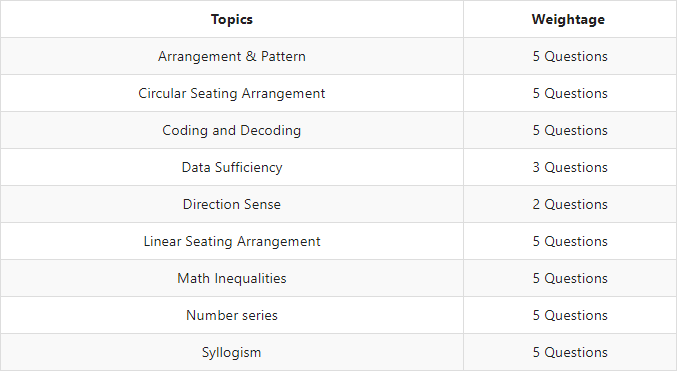 Topics Weightage
Arrangement & Pattern 5 Questions
Circular Seating Arrangement 5 Questions
Coding and Decoding 5 Questions
Data Sufficiency 3 Questions
Direction Sense 2 Questions
Linear Seating Arrangement 5 Questions
Math Inequalities 5 Questions
Number series 5 Questions
Syllogism 5 Questions